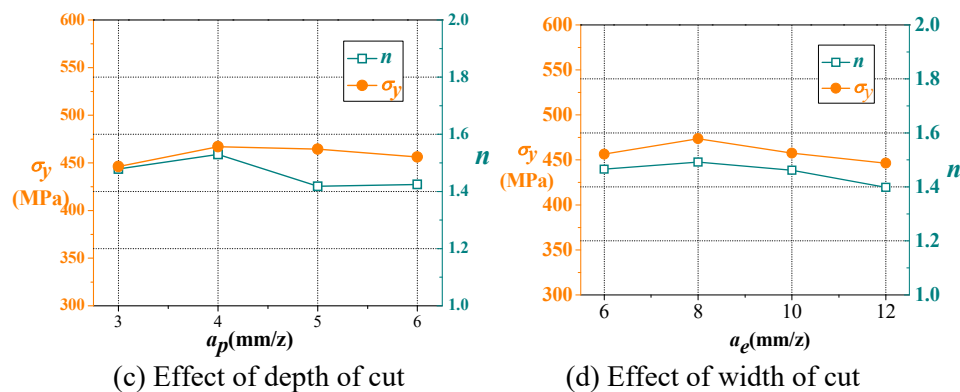 600
550
500
450
400
350
300
σy
(MPa)
2.0
1.8
1.6
1.4
1.2
1.0
n
n
σy
3
4
5
6
ap(mm/z)
(c) Effect of depth of cut
600
550
500
450
400
350
300
σy
(MPa)
2.0
1.8
1.6
1.4
1.2
1.0
n
n
σy
6
8
10
12
ae(mm/z)
(d) Effect of width of cut